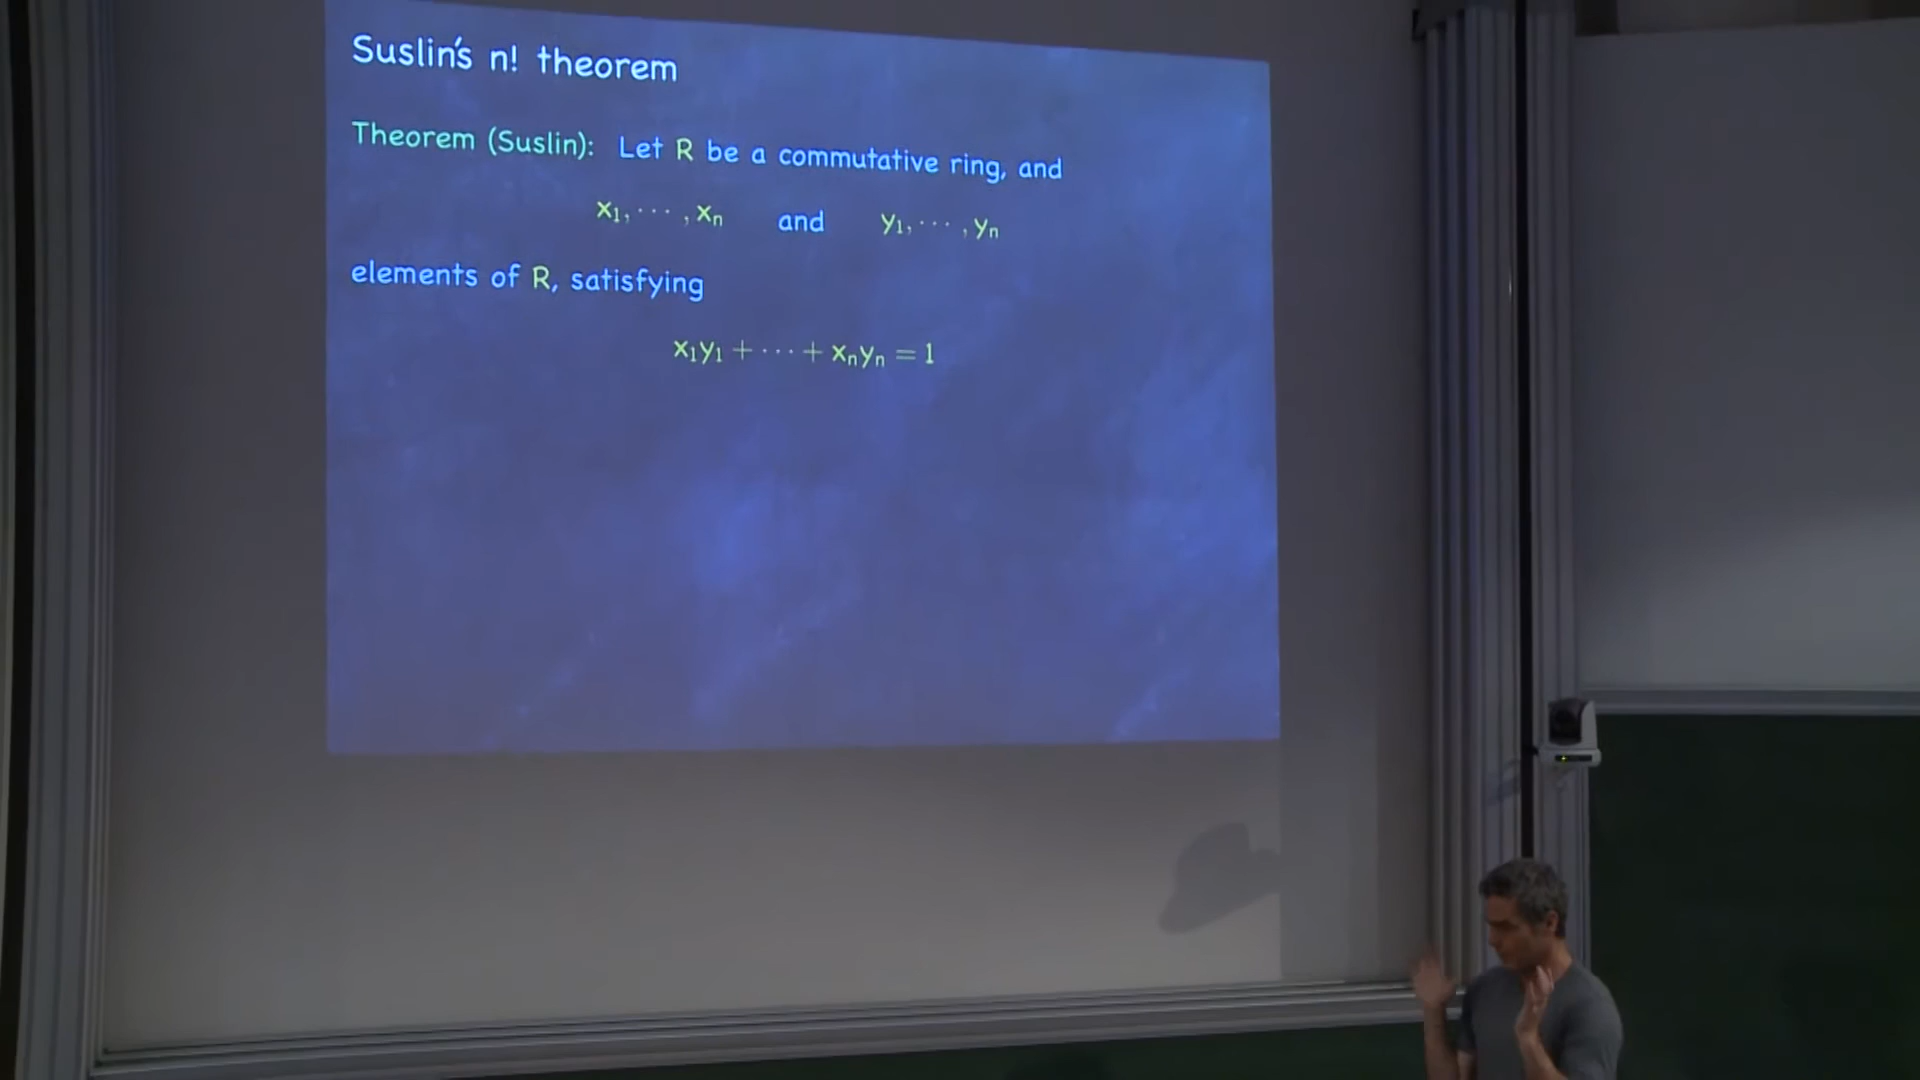 Suslin's n! theorem
Theorem (Suslin): Let R be a commutative ring, and
x₁, ⋯ , xₙ and y₁, ⋯ , yₙ
elements of R, satisfying
x₁y₁ + ⋯ + xₙyₙ = 1